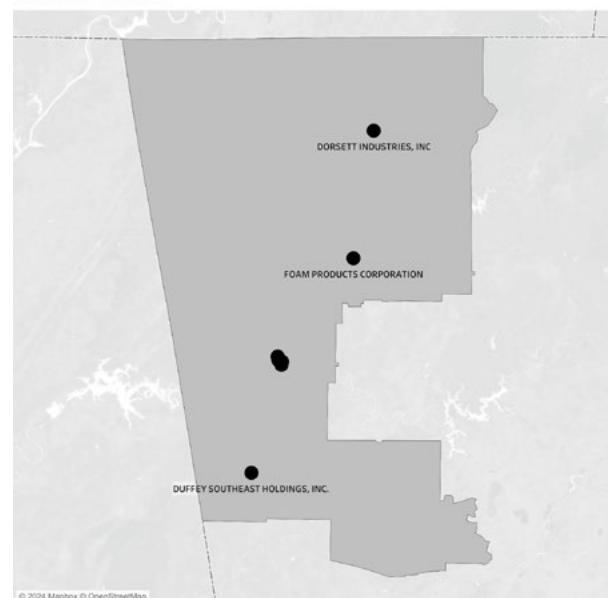 DORSETT INDUSTRIES, INC
FOAM PRODUCTS CORPORATION
DUFFEY SOUTHEAST HOLDINGS, INC.
© 2024 Mapbox © OpenStreetMap